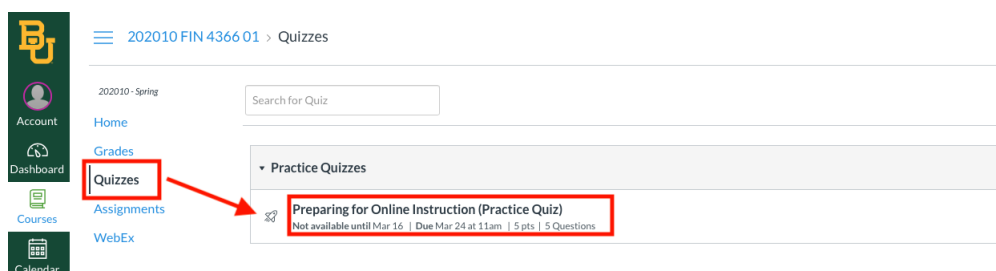 BU
202010 FIN 4366 01 > Quizzes
202010 - Spring
Search for Quiz
Account
Home
Grades
Dashboard
Practice Quizzes
Quizzes
Preparing for Online Instruction (Practice Quiz)
Assignments
Not available until Mar 16 | Due Mar 24 at 11am | 5 pts | 5 Questions
Courses
WebEx
Calendar